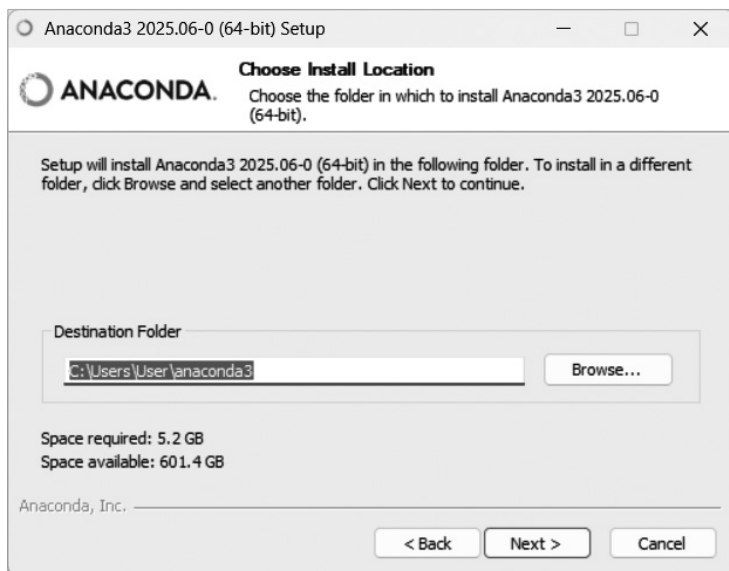 Anaconda3 2025.06-0 (64-bit) Setup
ANACONDA.
Choose Install Location
Choose the folder in which to install Anaconda3 2025.06-0
(64-bit).
Setup will install Anaconda3 2025.06-0 (64-bit) in the following folder. To install in a different
folder, click Browse and select another folder. Click Next to continue.
Destination Folder
C:\Users\User\anaconda3
Browse...
Space required: 5.2 GB
Space available: 601.4 GB
Anaconda, Inc.
< Back
Next >
Cancel